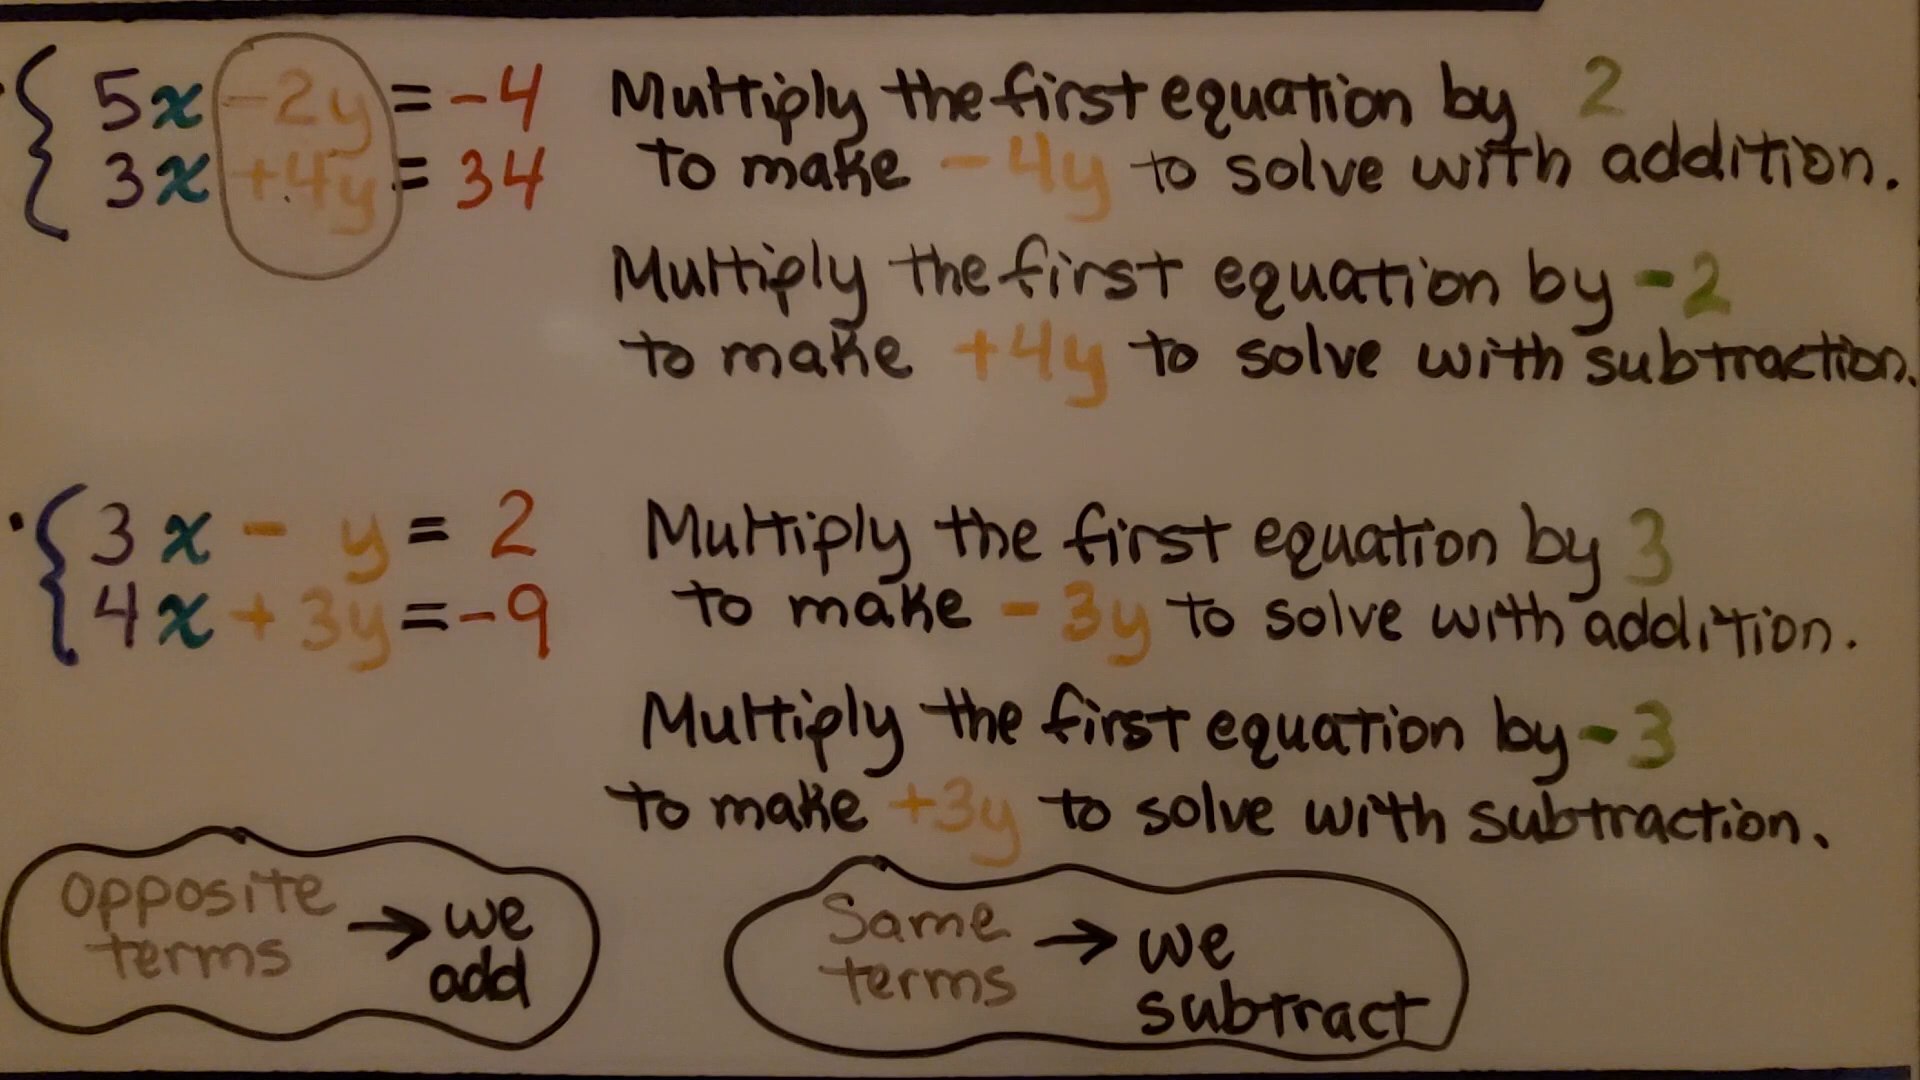 5x -2y = -4
3x +4y = 34
Multiply the first equation by 2
to make -4y to solve with addition.
Multiply the first equation by -2
to make +4y to solve with subtraction.
3x - y = 2
4x + 3y = -9
Multiply the first equation by 3
to make -3y to solve with addition.
Multiply the first equation by -3
to make +3y to solve with subtraction.
opposite
terms
→ we
add
Same
terms
→ we
subtract